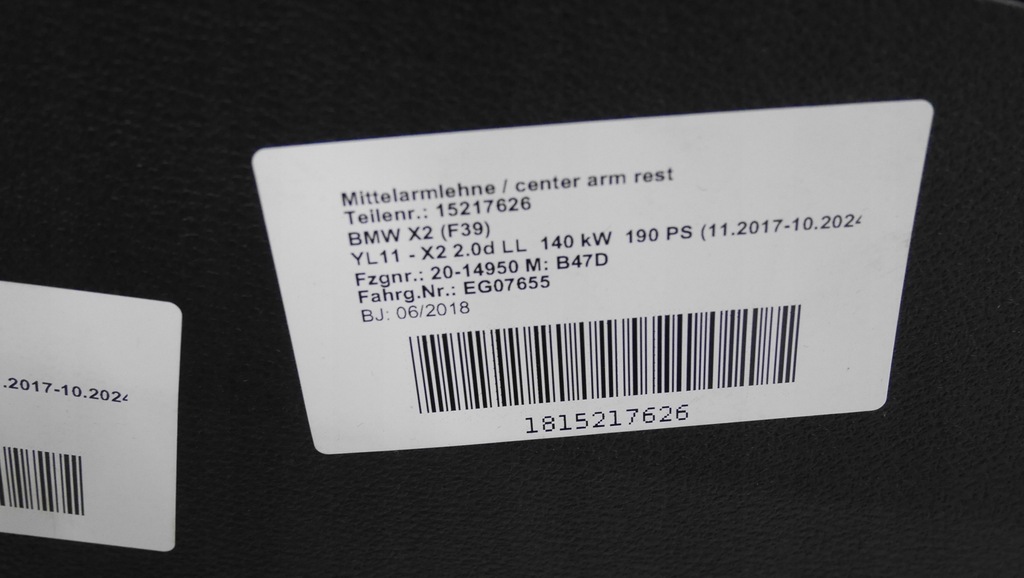 Mittelarmlehne / center arm rest
Teilenr.: 15217626
BMW X2 (F39)
YL11 - X2 2.0d LL 140 kW 190 PS (11.2017-10.2024
Fzgnr.: 20-14950 M: B47D
Fahrg.Nr.: EG07655
BJ: 06/2018
1815217626
.2017-10.2024